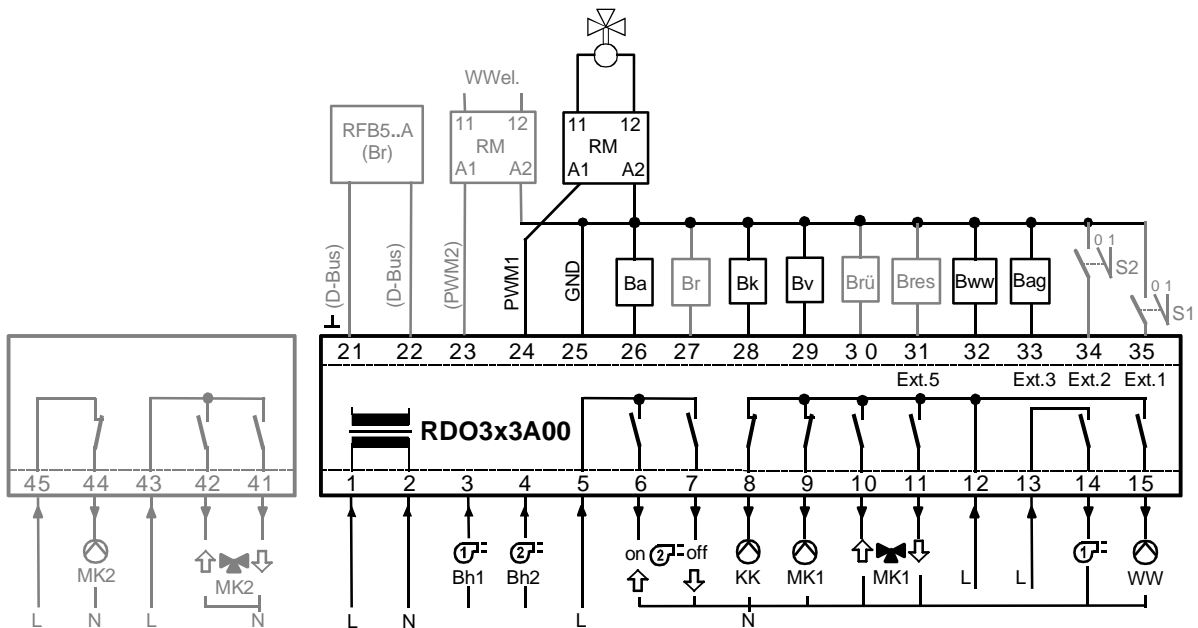 WWel.
RFB5..A
(Br)
11 12
RM
A1 A2
11 12
RM
A1 A2
(D-Bus)
(D-Bus)
(PWM2)
PWM1
GND
Ba
Br
Bk
Bv
Brü
Bres
Bww
Bag
0 1
S2
0 1
S1
21 22 23 24 25 26 27 28 29 3 0 31 32 33 34 35
Ext.5 Ext.3 Ext.2 Ext.1
RDO3x3A00
45 44 43 42 41
1 2 3 4 5 6 7 8 9 10 11 12 13 14 15
MK2
MK2
1
Bh1
2
Bh2
on 2 off
KK
MK1
MK1
L
L
1
WW
L N L N
L N L N